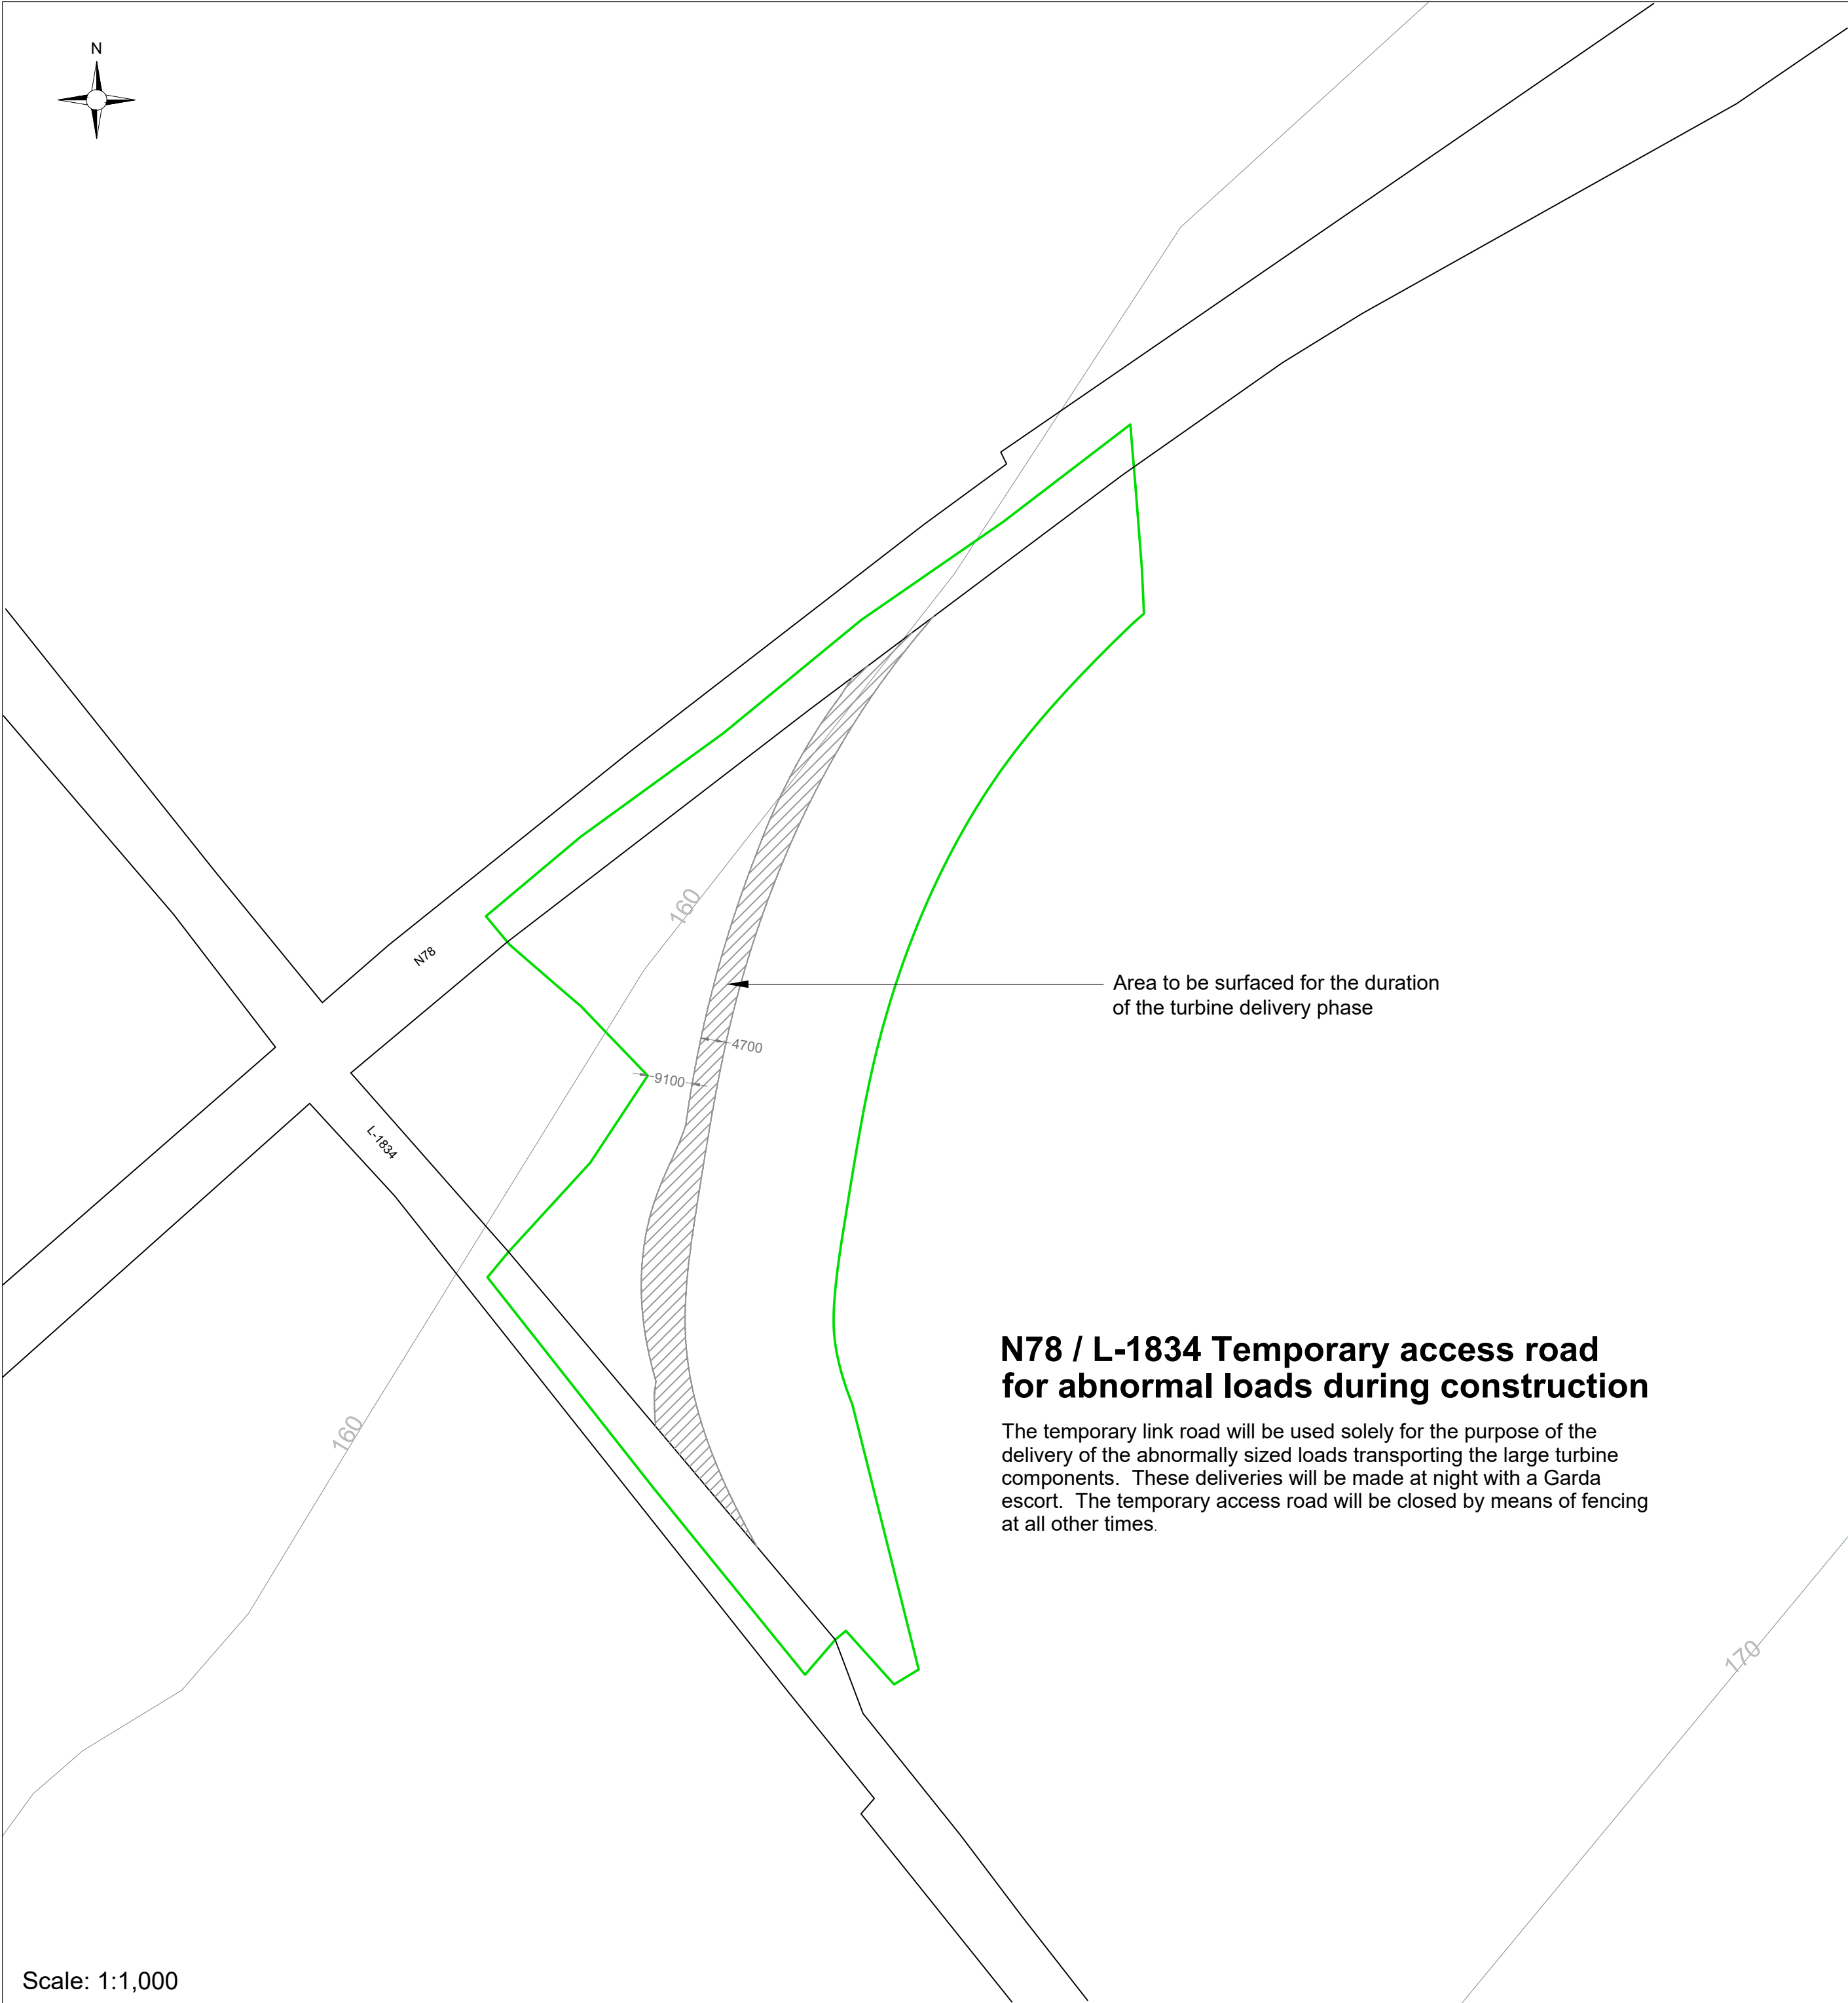 N
N78
160
Area to be surfaced for the duration
of the turbine delivery phase
4700
9100
L-1834
N78 / L-1834 Temporary access road
for abnormal loads during construction
The temporary link road will be used solely for the purpose of the
delivery of the abnormally sized loads transporting the large turbine
components.  These deliveries will be made at night with a Garda
escort.  The temporary access road will be closed by means of fencing
at all other times.
160
170
Scale: 1:1,000